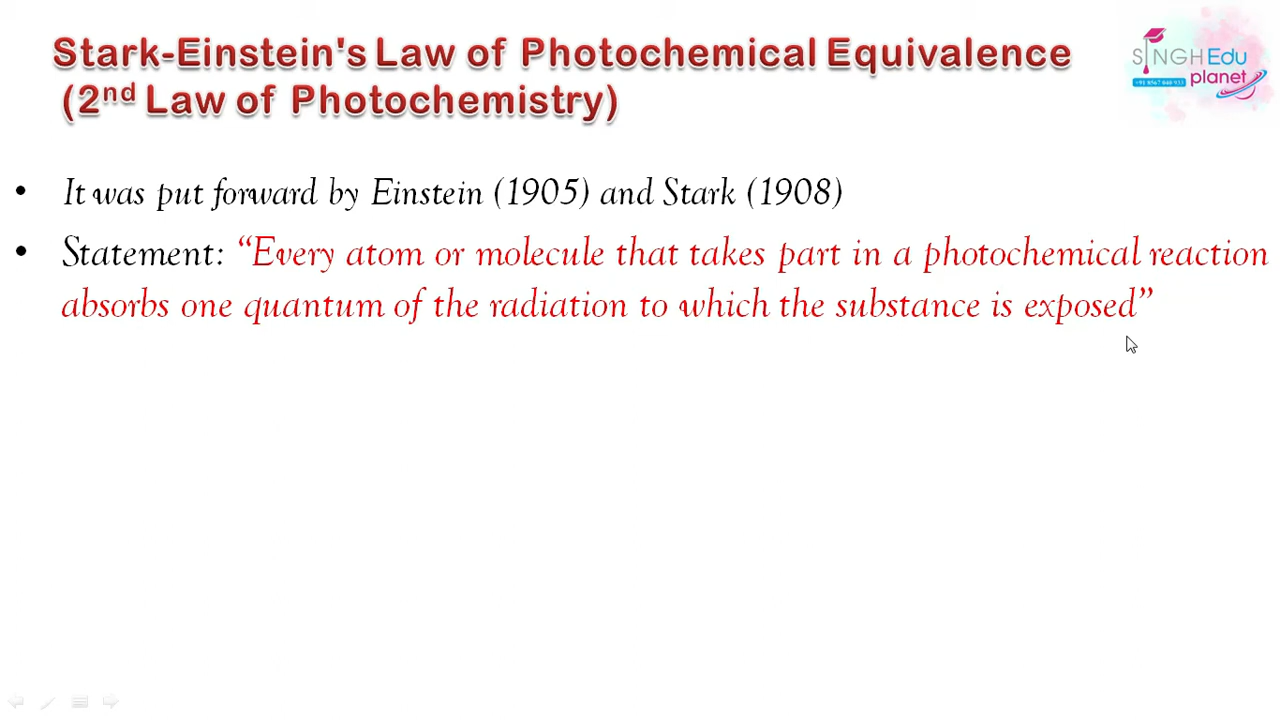 Stark-Einstein's Law of Photochemical Equivalence
(2nd Law of Photochemistry)
SINGH Edu
planet
• It was put forward by Einstein (1905) and Stark (1908)
• Statement: “Every atom or molecule that takes part in a photochemical reaction
absorbs one quantum of the radiation to which the substance is exposed”